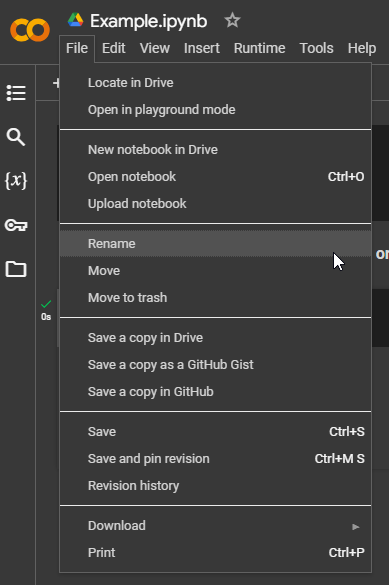 Example.ipynb
File Edit View Insert Runtime Tools Help
Locate in Drive
Open in playground mode
New notebook in Drive
Open notebook Ctrl+O
Upload notebook
Rename
Move
Move to trash
Save a copy in Drive
Save a copy as a GitHub Gist
Save a copy in GitHub
Save Ctrl+S
Save and pin revision Ctrl+M S
Revision history
Download
Print Ctrl+P
{x}
0s
or